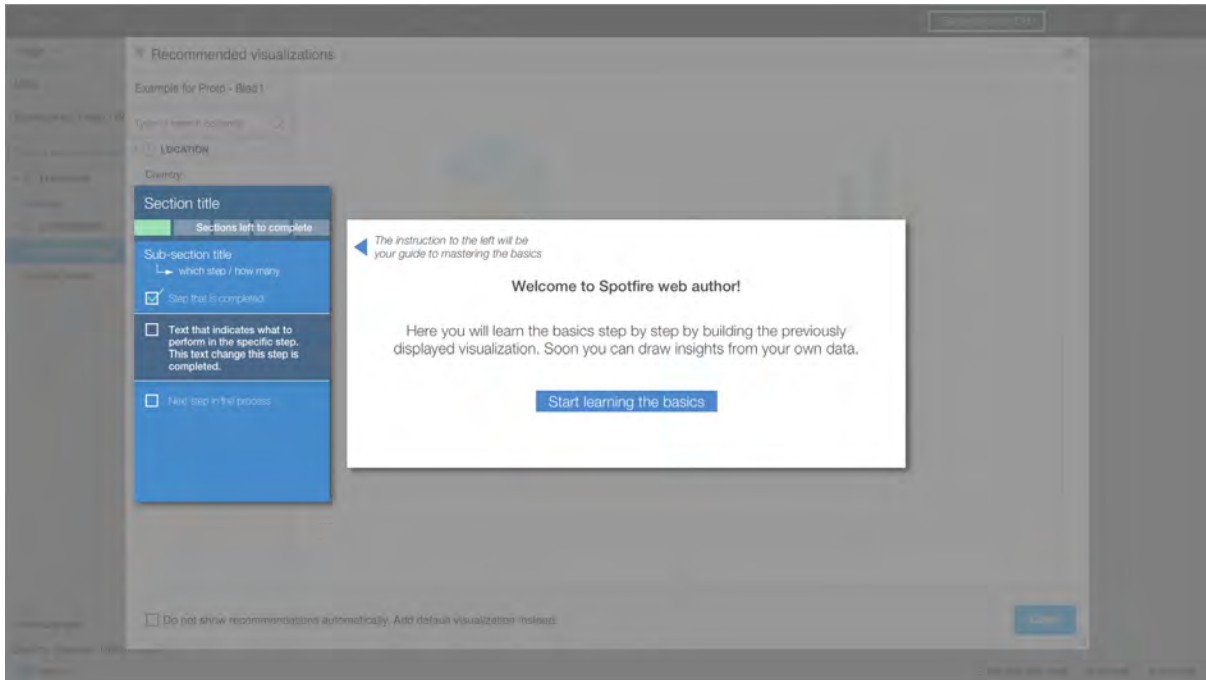 Recommended visualizations
Example for Proto - Blad1
LOCATION
Country
Section title
Sections left to complete
Sub-section title
which step / how many
Step that is completed
Text that indicates what to
perform in the specific step.
This text change this step is
completed.
Next step in the process
The instruction to the left will be
your guide to mastering the basics
Welcome to Spotfire web author!
Here you will learn the basics step by step by building the previously
displayed visualization. Soon you can draw insights from your own data.
Start learning the basics
Do not show recommendations automatically. Add default visualization instead.
Close